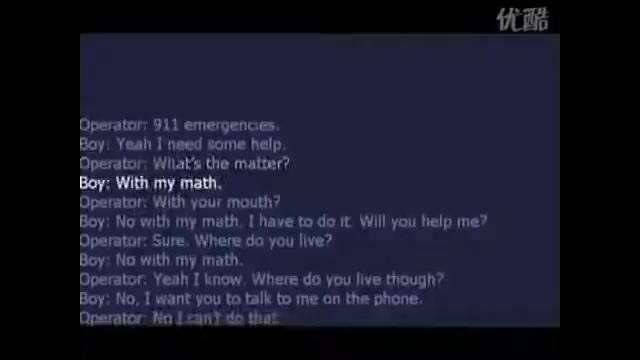 优酷
Operator: 911 emergencies.
Boy: Yeah I need some help.
Operator: What's the matter?
Boy: With my math.
Operator: With your mouth?
Boy: No with my math. I have to do it. Will you help me?
Operator: Sure. Where do you live?
Boy: No with my math.
Operator: Yeah I know. Where do you live though?
Boy: No, I want you to talk to me on the phone.
Operator: No I can't do that